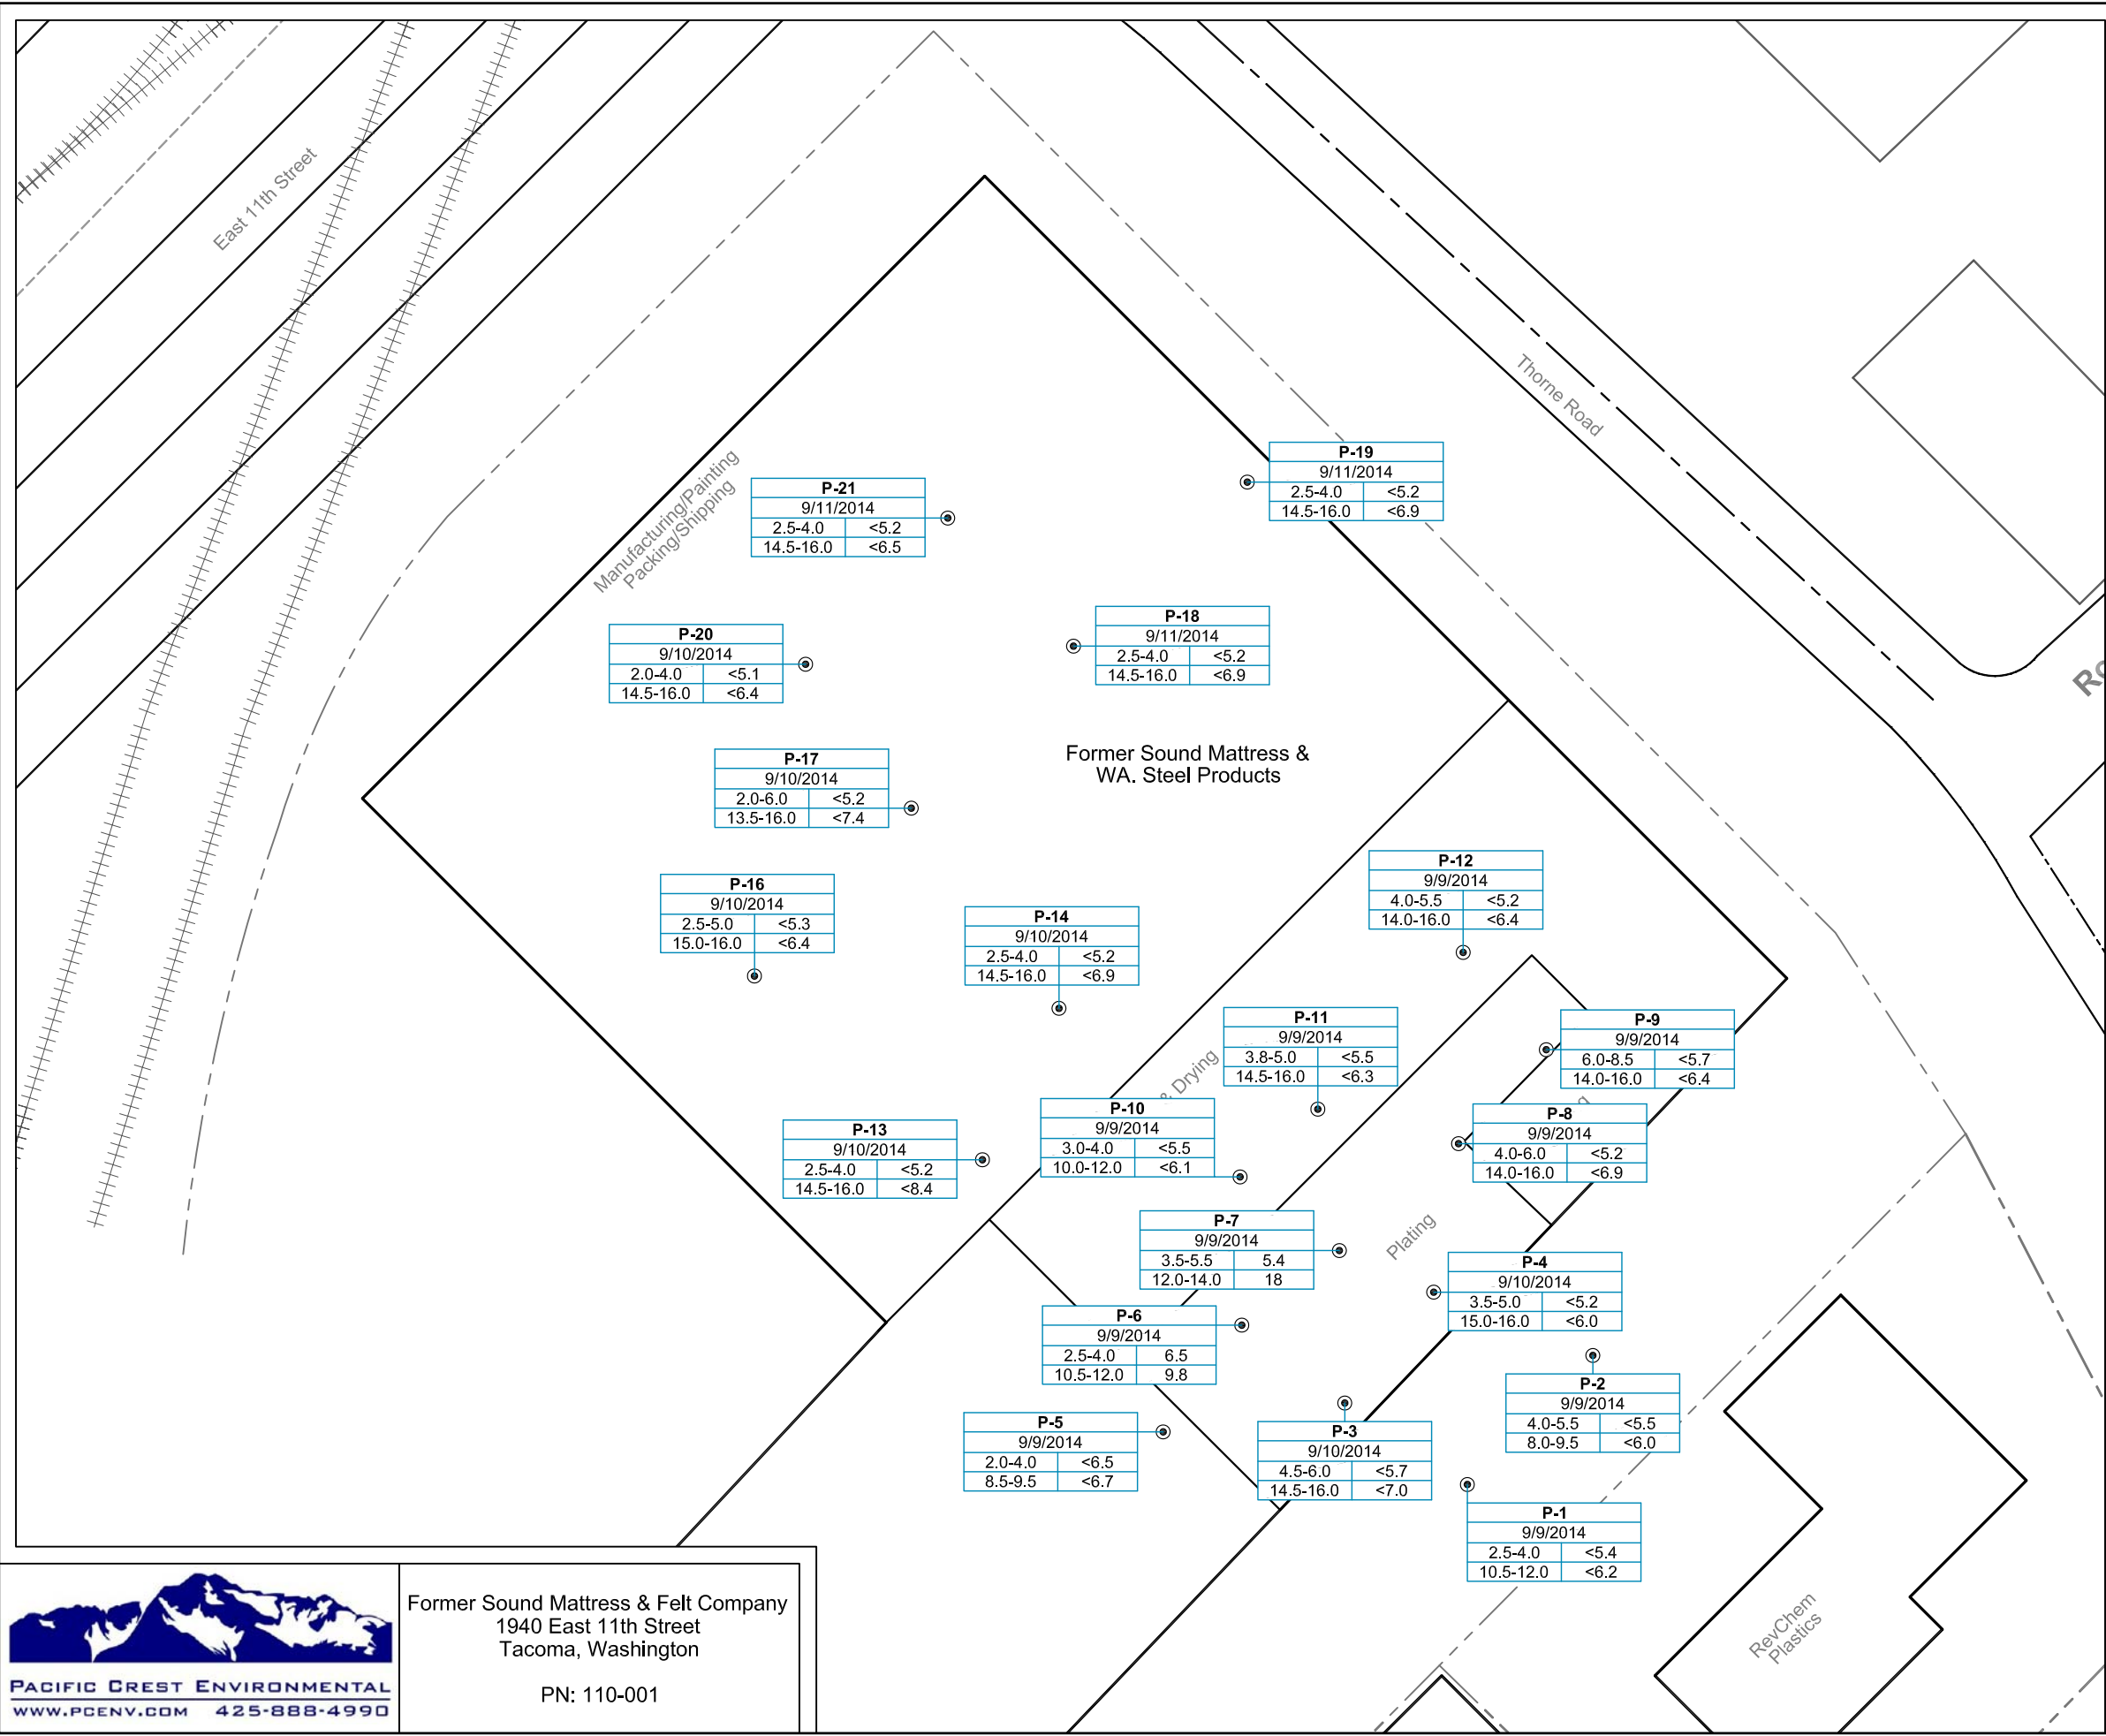 East 11th Street
Thorne Road
Ro
Manufacturing/Painting
Packing/Shipping
P-19
9/11/2014
2.5-4.0 <5.2
14.5-16.0 <6.9
P-21
9/11/2014
2.5-4.0 <5.2
14.5-16.0 <6.5
P-18
9/11/2014
2.5-4.0 <5.2
14.5-16.0 <6.9
P-20
9/10/2014
2.0-4.0 <5.1
14.5-16.0 <6.4
Former Sound Mattress &
WA. Steel Products
P-17
9/10/2014
2.0-6.0 <5.2
13.5-16.0 <7.4
P-12
9/9/2014
4.0-5.5 <5.2
14.0-16.0 <6.4
P-16
9/10/2014
2.5-5.0 <5.3
15.0-16.0 <6.4
P-14
9/10/2014
2.5-4.0 <5.2
14.5-16.0 <6.9
P-11
9/9/2014
3.8-5.0 <5.5
14.5-16.0 <6.3
P-9
9/9/2014
6.0-8.5 <5.7
14.0-16.0 <6.4
& Drying
P-10
9/9/2014
3.0-4.0 <5.5
10.0-12.0 <6.1
g
P-8
9/9/2014
4.0-6.0 <5.2
14.0-16.0 <6.9
P-13
9/10/2014
2.5-4.0 <5.2
14.5-16.0 <8.4
P-7
9/9/2014
3.5-5.5 5.4
12.0-14.0 18
Plating
P-4
9/10/2014
3.5-5.0 <5.2
15.0-16.0 <6.0
P-6
9/9/2014
2.5-4.0 6.5
10.5-12.0 9.8
P-2
9/9/2014
4.0-5.5 <5.5
8.0-9.5 <6.0
P-5
9/9/2014
2.0-4.0 <6.5
8.5-9.5 <6.7
P-3
9/10/2014
4.5-6.0 <5.7
14.5-16.0 <7.0
P-1
9/9/2014
2.5-4.0 <5.4
10.5-12.0 <6.2
RevChem
Plastics
PACIFIC CREST ENVIRONMENTAL
WWW.PCENV.COM 425-888-4990
Former Sound Mattress & Felt Company
1940 East 11th Street
Tacoma, Washington
PN: 110-001